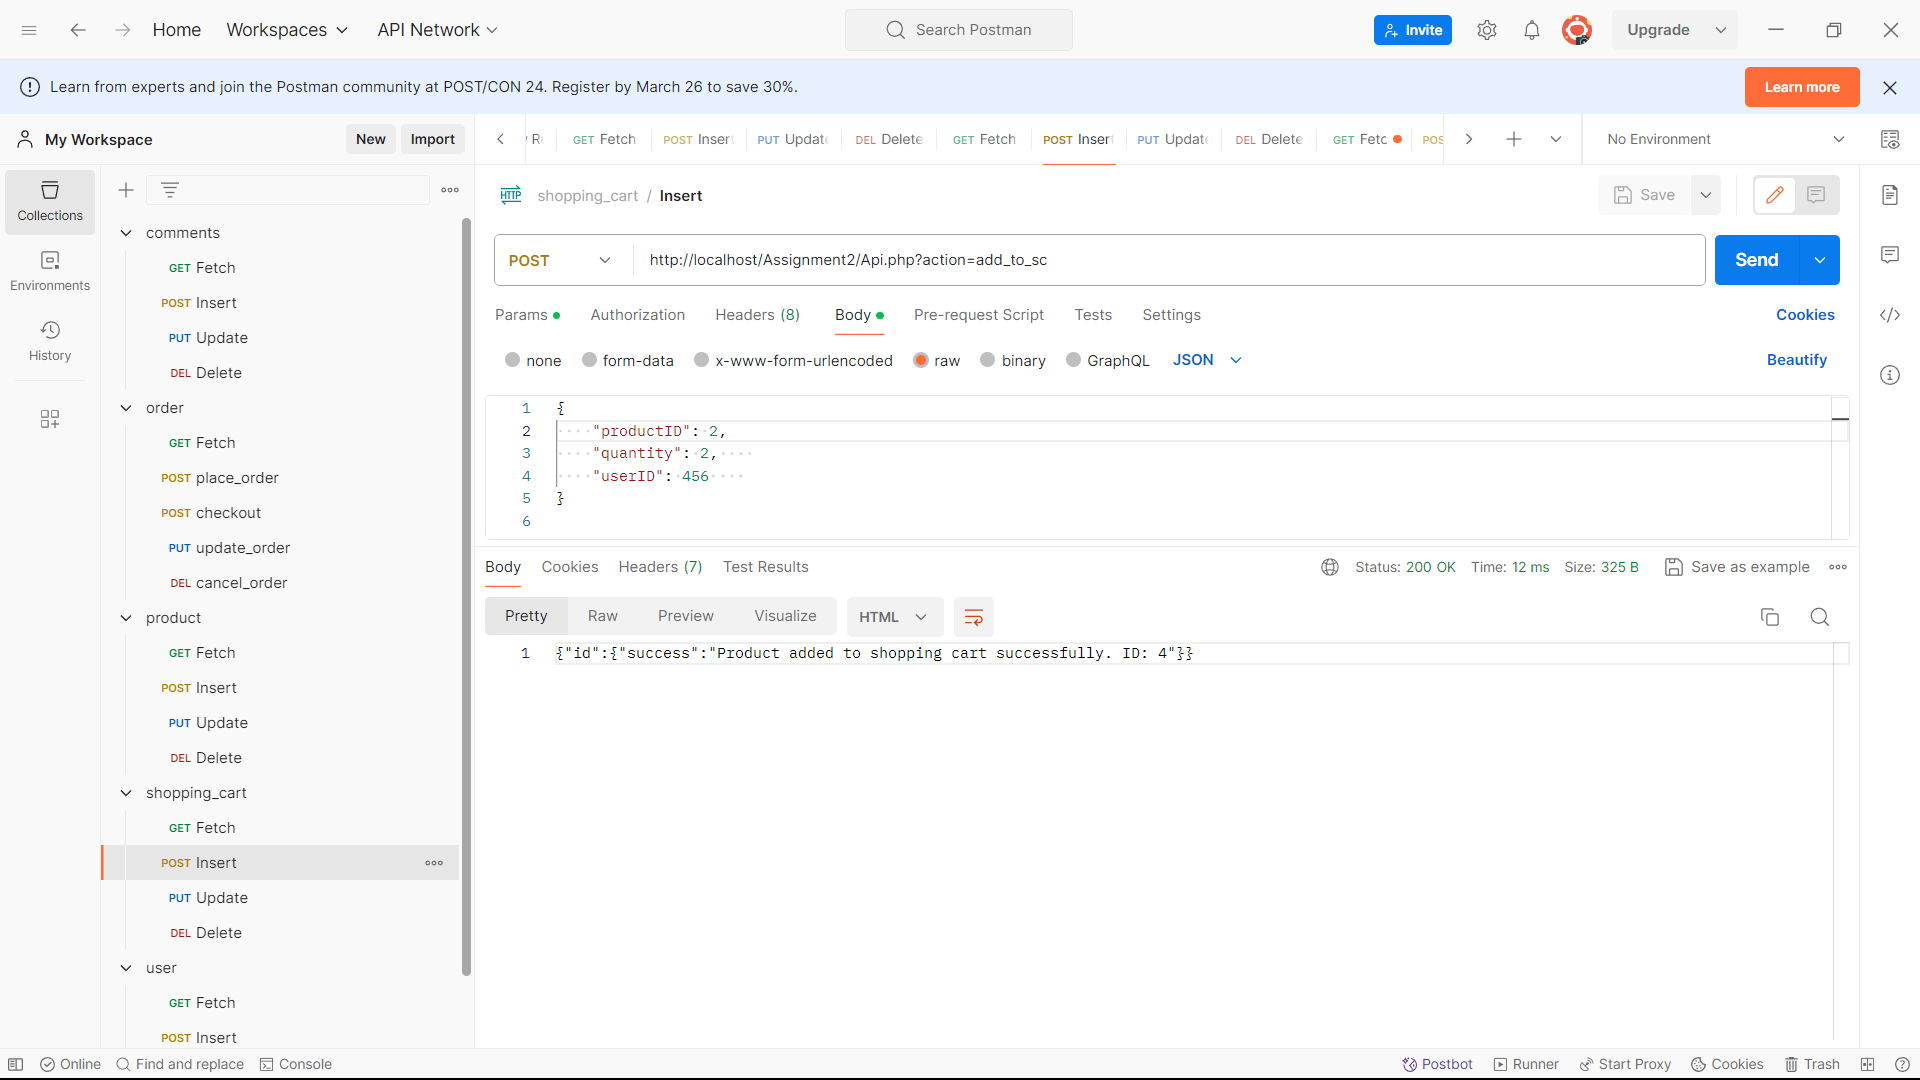 Home Workspaces API Network Search Postman Invite Upgrade
Learn from experts and join the Postman community at POST/CON 24. Register by March 26 to save 30%. Learn more
My Workspace New Import
GET Fetch POST Inser PUT Updat DEL Delete GET Fetch POST Inser PUT Updat DEL Delete GET Fetc POS No Environment
Collections
Environments
History
comments
GET Fetch
POST Insert
PUT Update
DEL Delete
order
GET Fetch
POST place_order
POST checkout
PUT update_order
DEL cancel_order
product
GET Fetch
POST Insert
PUT Update
DEL Delete
shopping_cart
GET Fetch
POST Insert
PUT Update
DEL Delete
user
GET Fetch
POST Insert
HTTP shopping_cart / Insert Save
POST http://localhost/Assignment2/Api.php?action=add_to_sc Send
Params Authorization Headers (8) Body Pre-request Script Tests Settings Cookies
none form-data x-www-form-urlencoded raw binary GraphQL JSON Beautify
1 {
2 "productID": 2,
3 "quantity": 2,
4 "userID": 456
5 }
6
Body Cookies Headers (7) Test Results Status: 200 OK Time: 12 ms Size: 325 B Save as example
Pretty Raw Preview Visualize HTML
1 {"id":{"success":"Product added to shopping cart successfully. ID: 4"}}
Online Find and replace Console Postbot Runner Start Proxy Cookies Trash